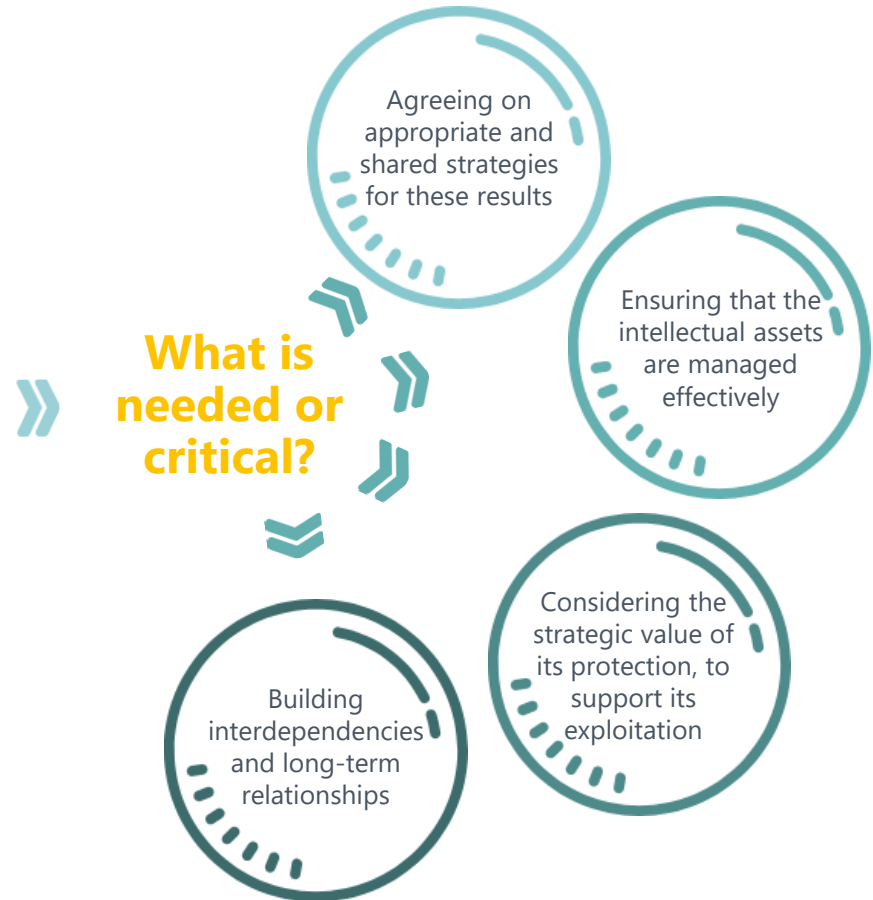 Agreeing on
appropriate and
shared strategies
for these results
Ensuring that the
intellectual assets
are managed
effectively
What is
needed or
critical?
Considering the
strategic value of
its protection, to
support its
exploitation
Building
interdependencies
and long-term
relationships